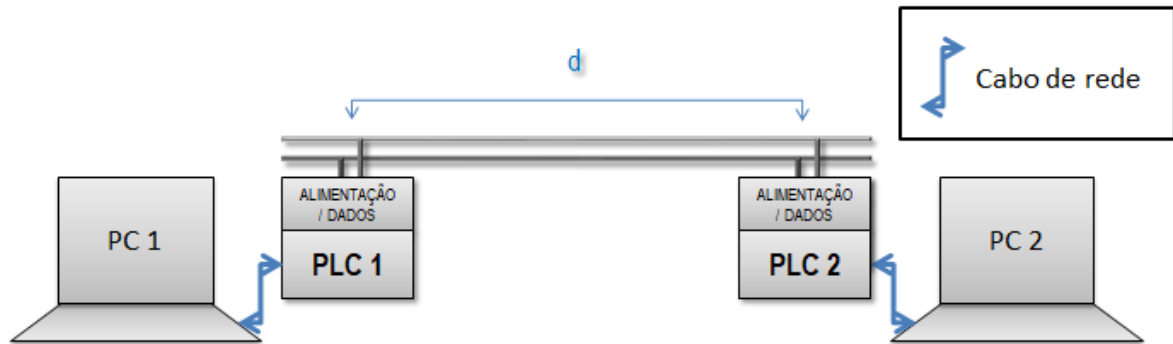 d
Cabo de rede
PC 1
ALIMENTAÇÃO
/ DADOS
PLC 1
ALIMENTAÇÃO
/ DADOS
PLC 2
PC 2